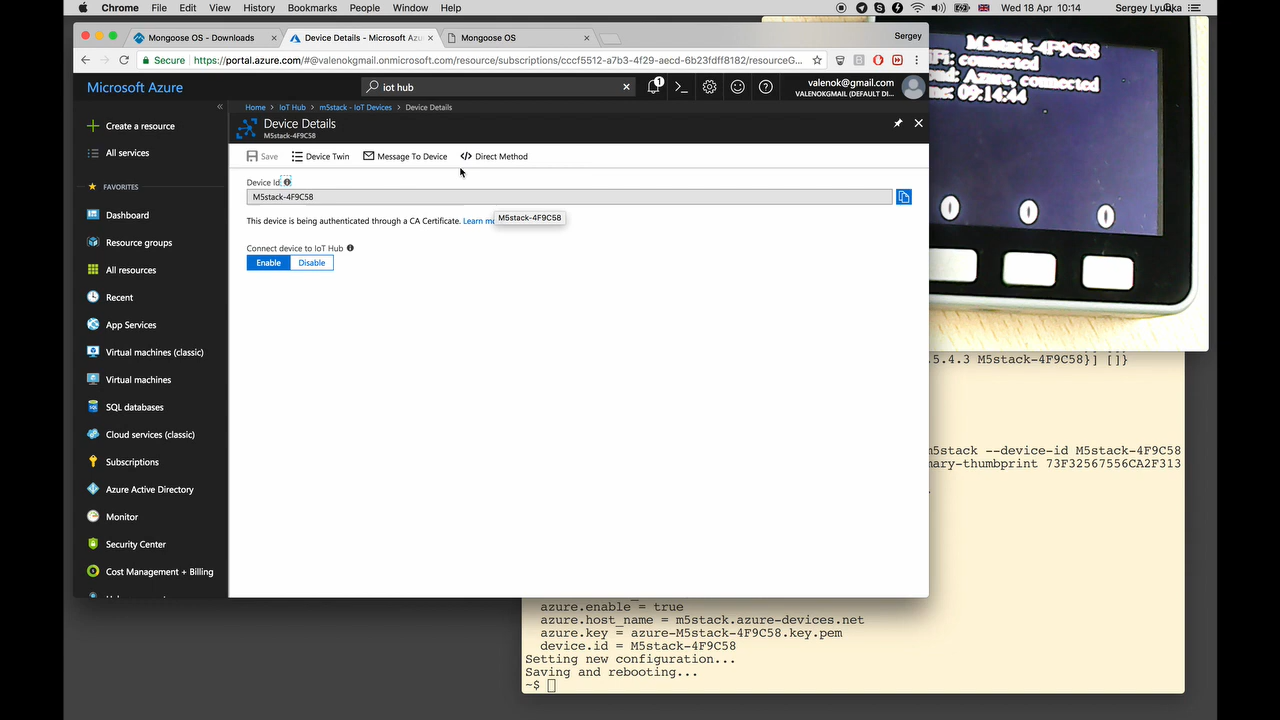 Chrome File Edit View History Bookmarks People Window Help
Wed 18 Apr 10:14 Sergey Lyubka
Mongoose OS - Downloads
Device Details - Microsoft Azu
Mongoose OS
Sergey
Secure https://portal.azure.com/#@valenokgmail.onmicrosoft.com/resource/subscriptions/cccf5512-a7b3-4f29-aecd-6b23fdff8182/resourceG...
Microsoft Azure
iot hub
1
valenok@gmail.com
VALENOKGMAIL (DEFAULT DI...
Home > IoT Hub > m5stack - IoT Devices > Device Details
Device Details
M5stack-4F9C58
Save Device Twin Message To Device Direct Method
Device Id
M5stack-4F9C58
This device is being authenticated through a CA Certificate. Learn
M5stack-4F9C58
Connect device to IoT Hub
Enable Disable
Create a resource
All services
FAVORITES
Dashboard
Resource groups
All resources
Recent
App Services
Virtual machines (classic)
Virtual machines
SQL databases
Cloud services (classic)
Subscriptions
Azure Active Directory
Monitor
Security Center
Cost Management + Billing
M5stack-4F9C58
Fi: connected
Azure, connected
09:14:44
.5.4.3 M5stack-4F9C58}] []}
m5stack --device-id M5stack-4F9C58
mary-thumbprint 73F32567556CA2F313
azure.enable = true
azure.host_name = m5stack.azure-devices.net
azure.key = azure-M5stack-4F9C58.key.pem
device.id = M5stack-4F9C58
Setting new configuration...
Saving and rebooting...
~$